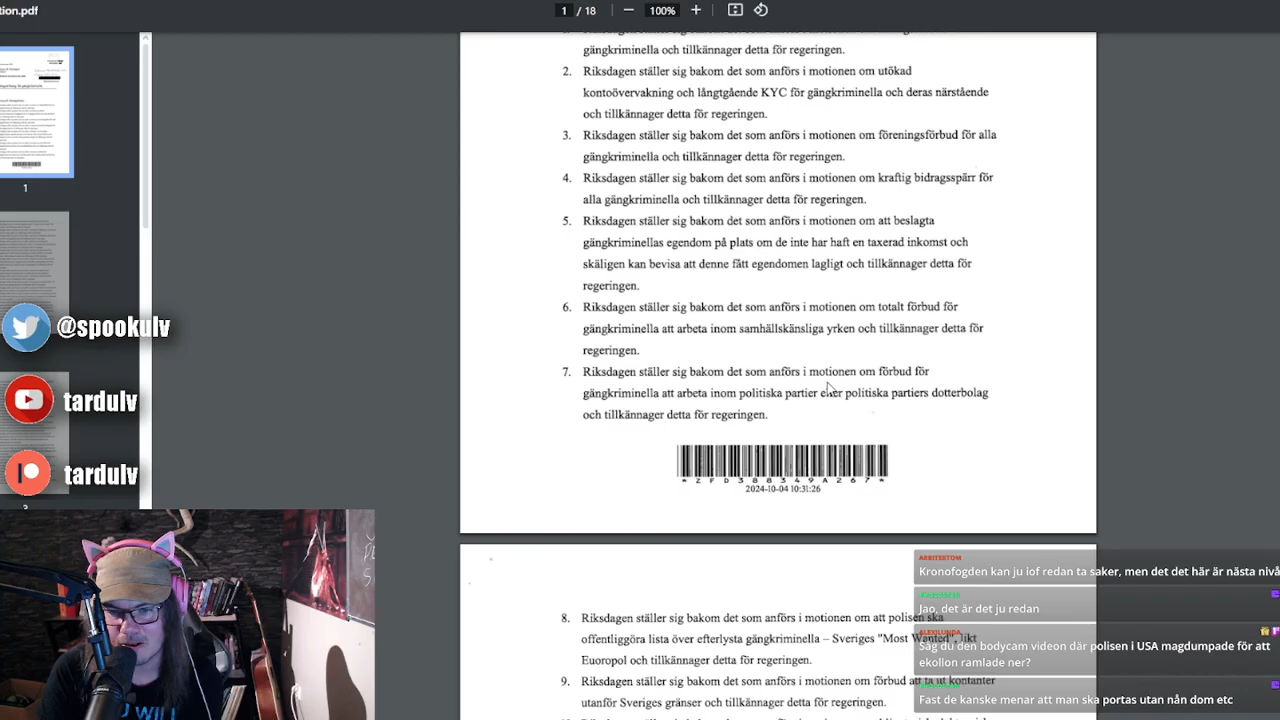 tion.pdf
1 / 18
100%
gängkriminella och tillkännager detta för regeringen.
2. Riksdagen ställer sig bakom det som anförs i motionen om utökad
kontoövervakning och långtgående KYC för gängkriminella och deras närstående
och tillkännager detta för regeringen.
3. Riksdagen ställer sig bakom det som anförs i motionen om föreningsförbud för alla
gängkriminella och tillkännager detta för regeringen.
4. Riksdagen ställer sig bakom det som anförs i motionen om kraftig bidragsspärr för
alla gängkriminella och tillkännager detta för regeringen.
5. Riksdagen ställer sig bakom det som anförs i motionen om att beslagta
gängkriminellas egendom på plats om de inte har haft en taxerad inkomst och
skäligen kan bevisa att denne fått egendomen lagligt och tillkännager detta för
regeringen.
6. Riksdagen ställer sig bakom det som anförs i motionen om totalt förbud för
gängkriminella att arbeta inom samhällskänsliga yrken och tillkännager detta för
regeringen.
7. Riksdagen ställer sig bakom det som anförs i motionen om förbud för
gängkriminella att arbeta inom politiska partier eller politiska partiers dotterbolag
och tillkännager detta för regeringen.
*ZFD388349A267*
2024-10-04 10:31:26
8. Riksdagen ställer sig bakom det som anförs i motionen om att polisen ska
offentliggöra lista över efterlysta gängkriminella – Sveriges "Most Wanted", likt
Euoropol och tillkännager detta för regeringen.
9. Riksdagen ställer sig bakom det som anförs i motionen om förbud att ta ut kontanter
utanför Sveriges gränser och tillkännager detta för regeringen.
1
@spookulv
tardulv
tardulv
ARBITEKTOM
Kronofogden kan ju iof redan ta saker, men det det här är nästa nivå
Jao, det är det ju redan
ALEXILUNDA
Såg du den bodycam videon där polisen i USA magdumpade för att
ekollon ramlade ner?
Fast de kanske menar att man ska portas utan nån dom etc